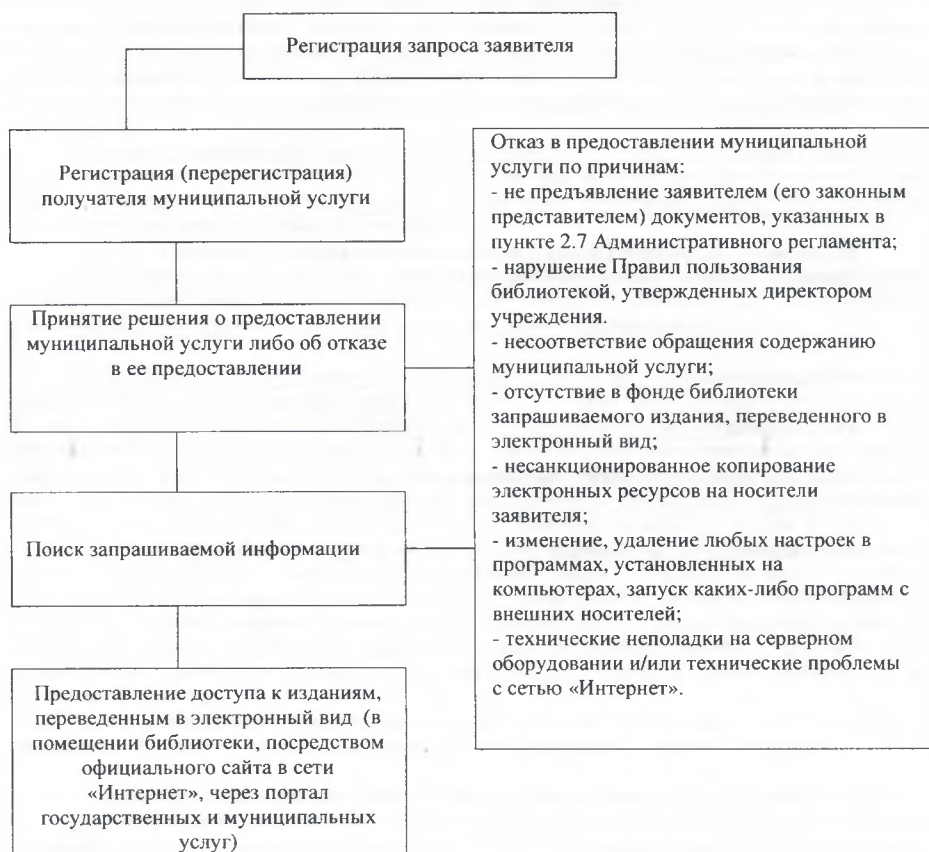 Регистрация запроса заявителя
Регистрация (перерегистрация)
получателя муниципальной услуги
Принятие решения о предоставлении
муниципальной услуги либо об отказе
в ее предоставлении
Поиск запрашиваемой информации
Предоставление доступа к изданиям,
переведенным в электронный вид (в
помещении библиотеки, посредством
официального сайта в сети
«Интернет», через портал
государственных и муниципальных
услуг)
Отказ в предоставлении муниципальной
услуги по причинам:
- не предъявление заявителем (его законным
представителем) документов, указанных в
пункте 2.7 Административного регламента;
- нарушение Правил пользования
библиотекой, утвержденных директором
учреждения.
- несоответствие обращения содержанию
муниципальной услуги;
- отсутствие в фонде библиотеки
запрашиваемого издания, переведенного в
электронный вид;
- несанкционированное копирование
электронных ресурсов на носители
заявителя;
- изменение, удаление любых настроек в
программах, установленных на
компьютерах, запуск каких-либо программ с
внешних носителей;
- технические неполадки на серверном
оборудовании и/или технические проблемы
с сетью «Интернет».